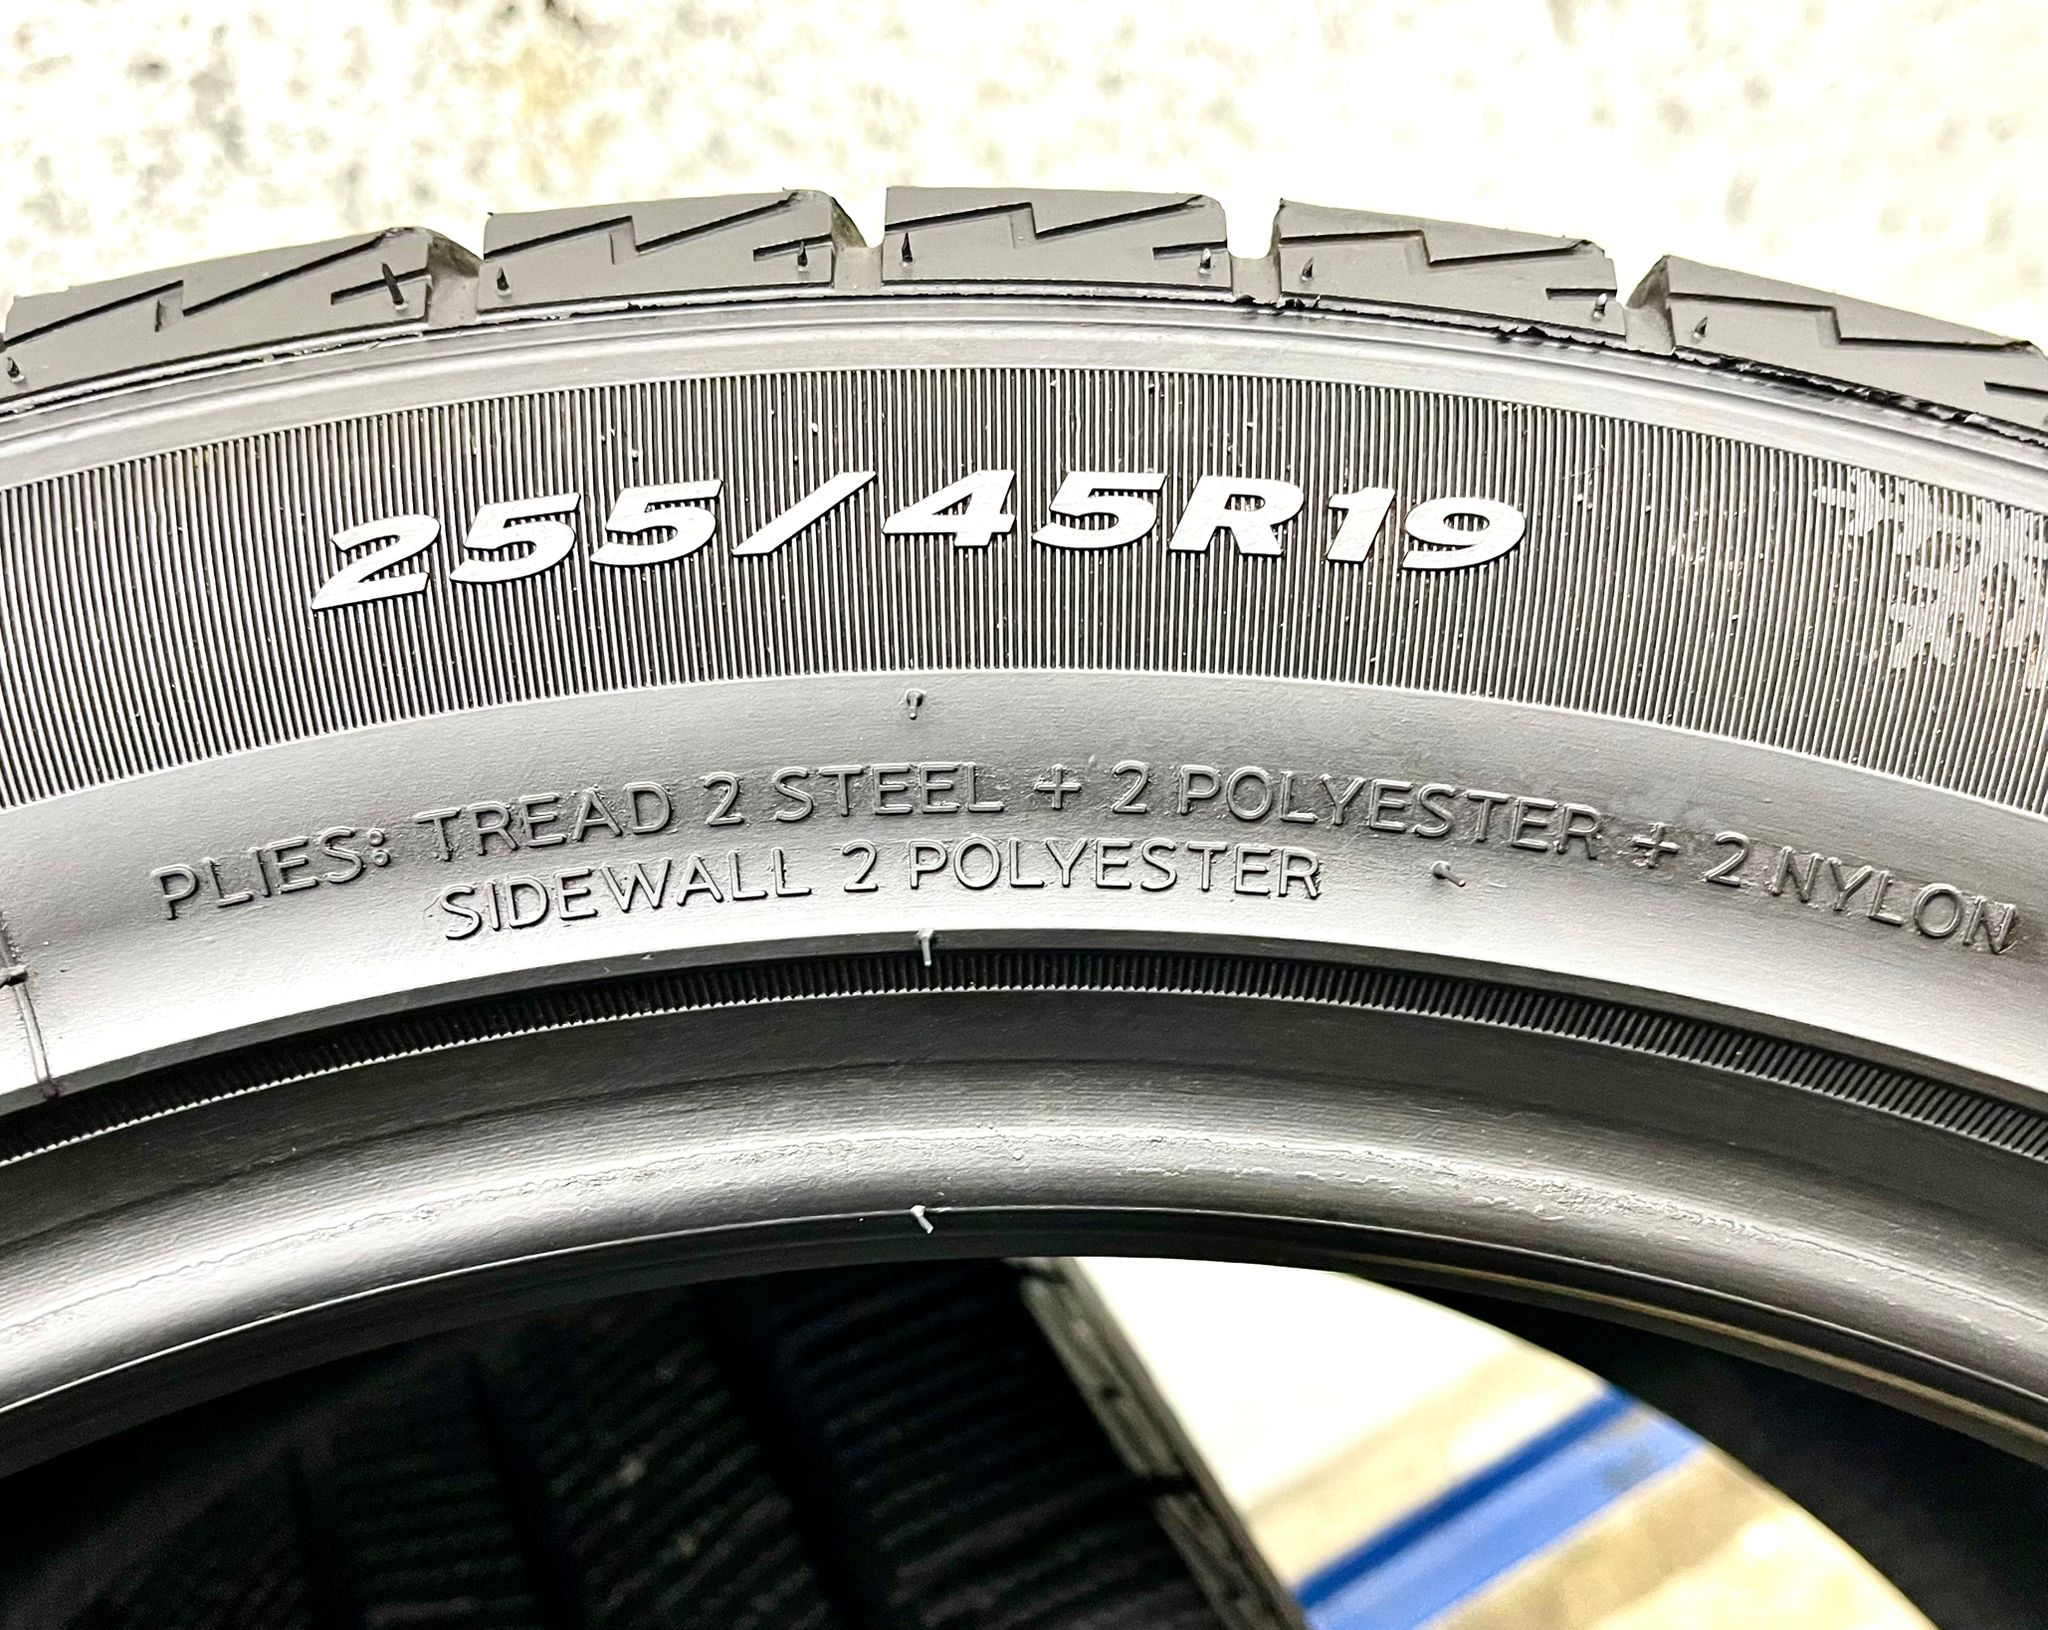 255/45R19
PLIES: TREAD 2 STEEL + 2 POLYESTER + 2 NYLON
SIDEWALL 2 POLYESTER